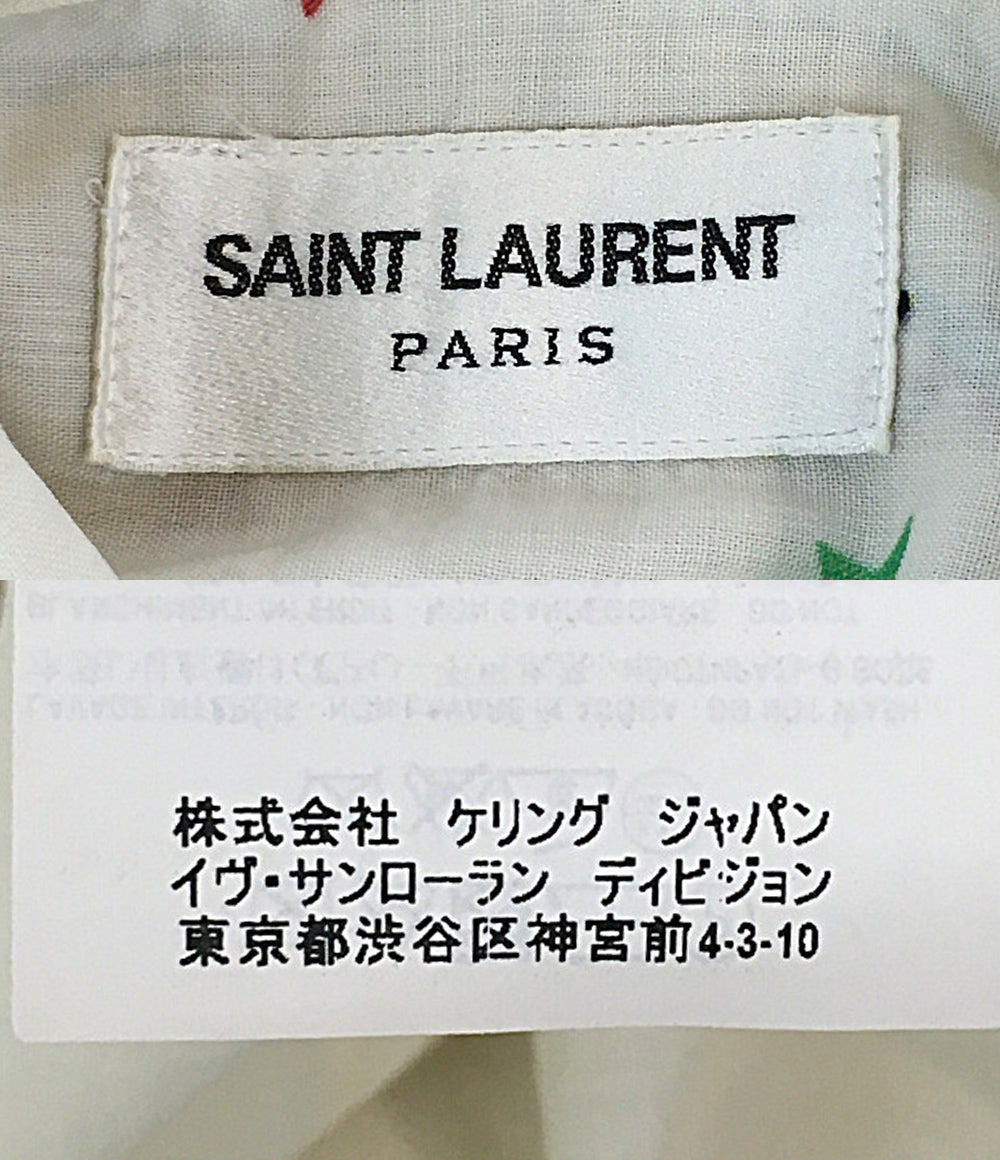 SAINT LAURENT
PARIS
株式会社 ケリング ジャパン
イヴ・サンローラン ディビジョン
東京都渋谷区神宮前4-3-10